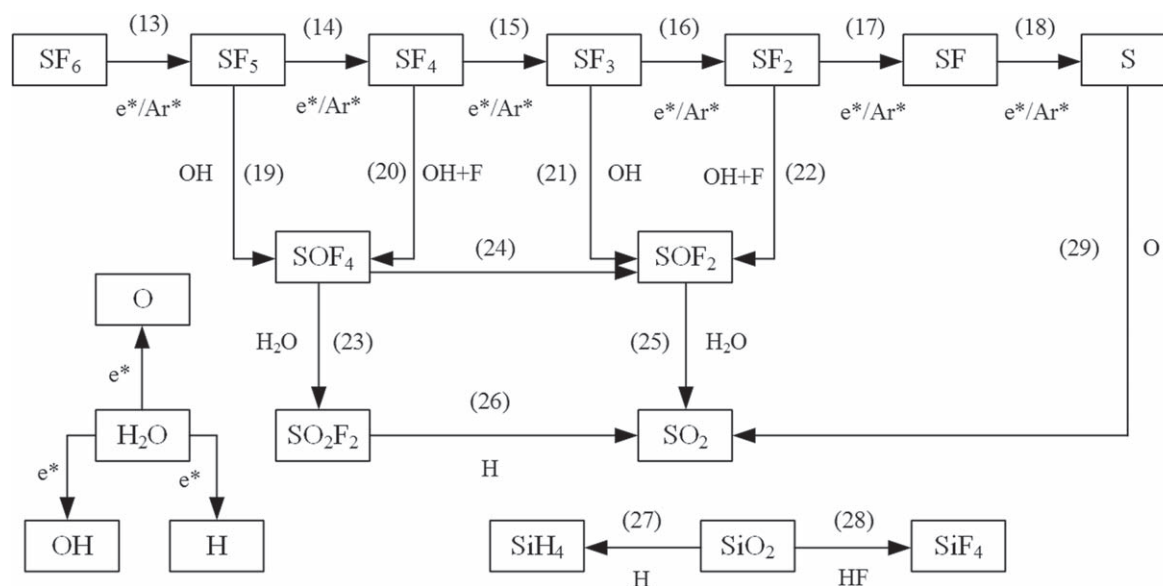 (13) (14) (15) (16) (17) (18)
SF₆ SF₅ SF₄ SF₃ SF₂ SF S
e*/Ar* e*/Ar* e*/Ar* e*/Ar* e*/Ar* e*/Ar*
OH (19) (20) OH+F (21) OH OH+F (22)
SOF₄ (24) SOF₂ (29) O
O
H₂O (23) (25) H₂O
e*
H₂O SO₂F₂ (26) SO₂
e* e* H
OH H SiH₄ (27) SiO₂ (28) SiF₄
H HF